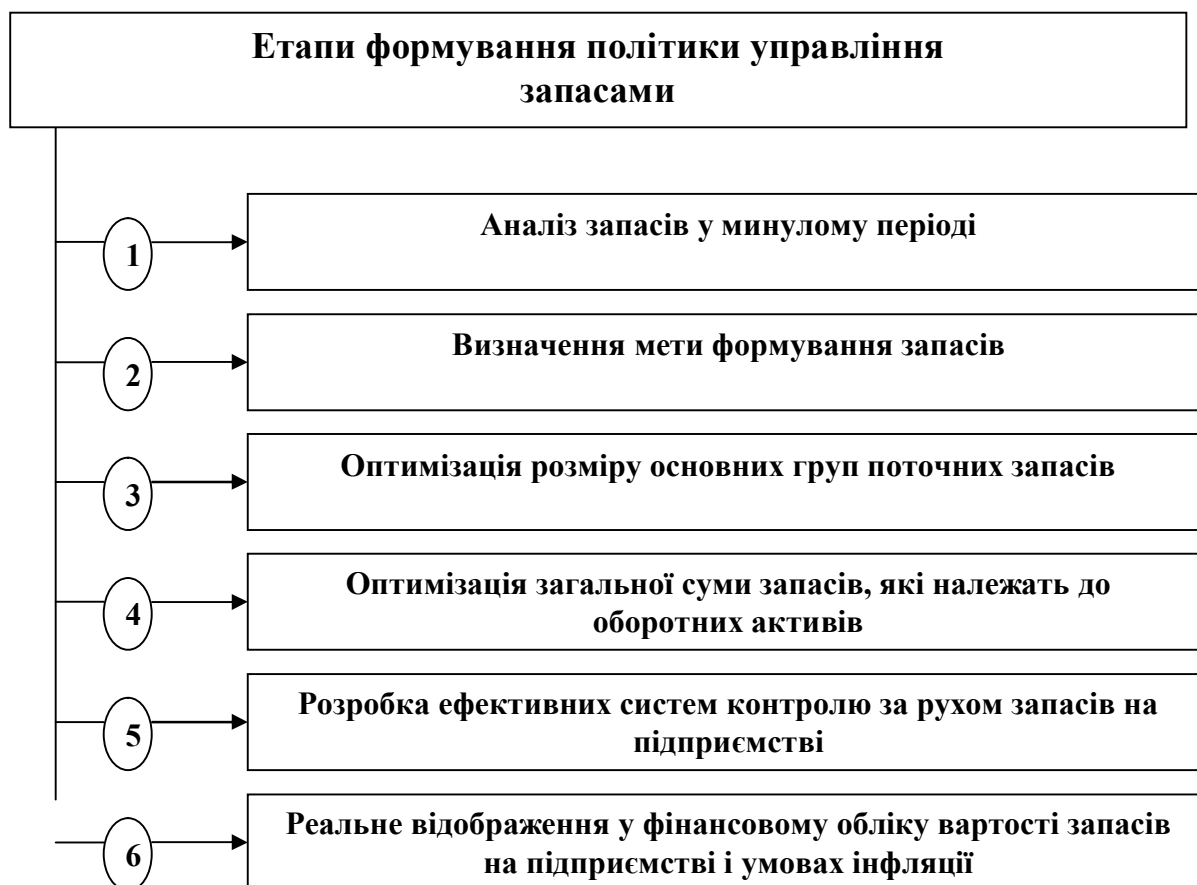 Етапи формування політики управління
запасами
1
Аналіз запасів у минулому періоді
2
Визначення мети формування запасів
3
Оптимізація розміру основних груп поточних запасів
4
Оптимізація загальної суми запасів, які належать до
оборотних активів
5
Розробка ефективних систем контролю за рухом запасів на
підприємстві
6
Реальне відображення у фінансовому обліку вартості запасів
на підприємстві і умовах інфляції